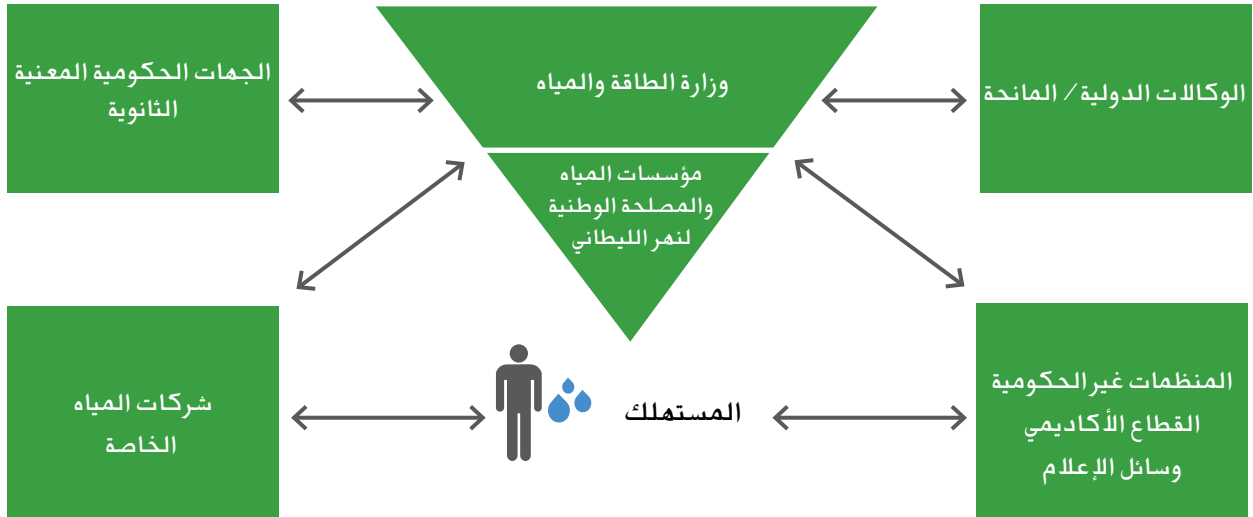 الوكالات الدولية/ المانحة
وزارة الطاقة والمياه
الجهات الحكومية المعنية
الثانوية
مؤسسات المياه
والمصلحة الوطنية
لنهر الليطاني
المنظمات غير الحكومية
القطاع الأكاديمي
وسائل الإعلام
المستهلك
شركات المياه
الخاصة